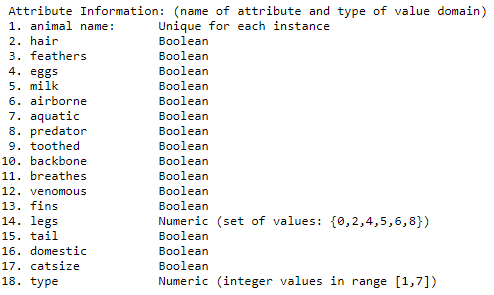 Attribute Information: (name of attribute and type of value domain)
1. animal name: Unique for each instance
2. hair Boolean
3. feathers Boolean
4. eggs Boolean
5. milk Boolean
6. airborne Boolean
7. aquatic Boolean
8. predator Boolean
9. toothed Boolean
10. backbone Boolean
11. breathes Boolean
12. venomous Boolean
13. fins Boolean
14. legs Numeric (set of values: {0,2,4,5,6,8})
15. tail Boolean
16. domestic Boolean
17. catsize Boolean
18. type Numeric (integer values in range [1,7])